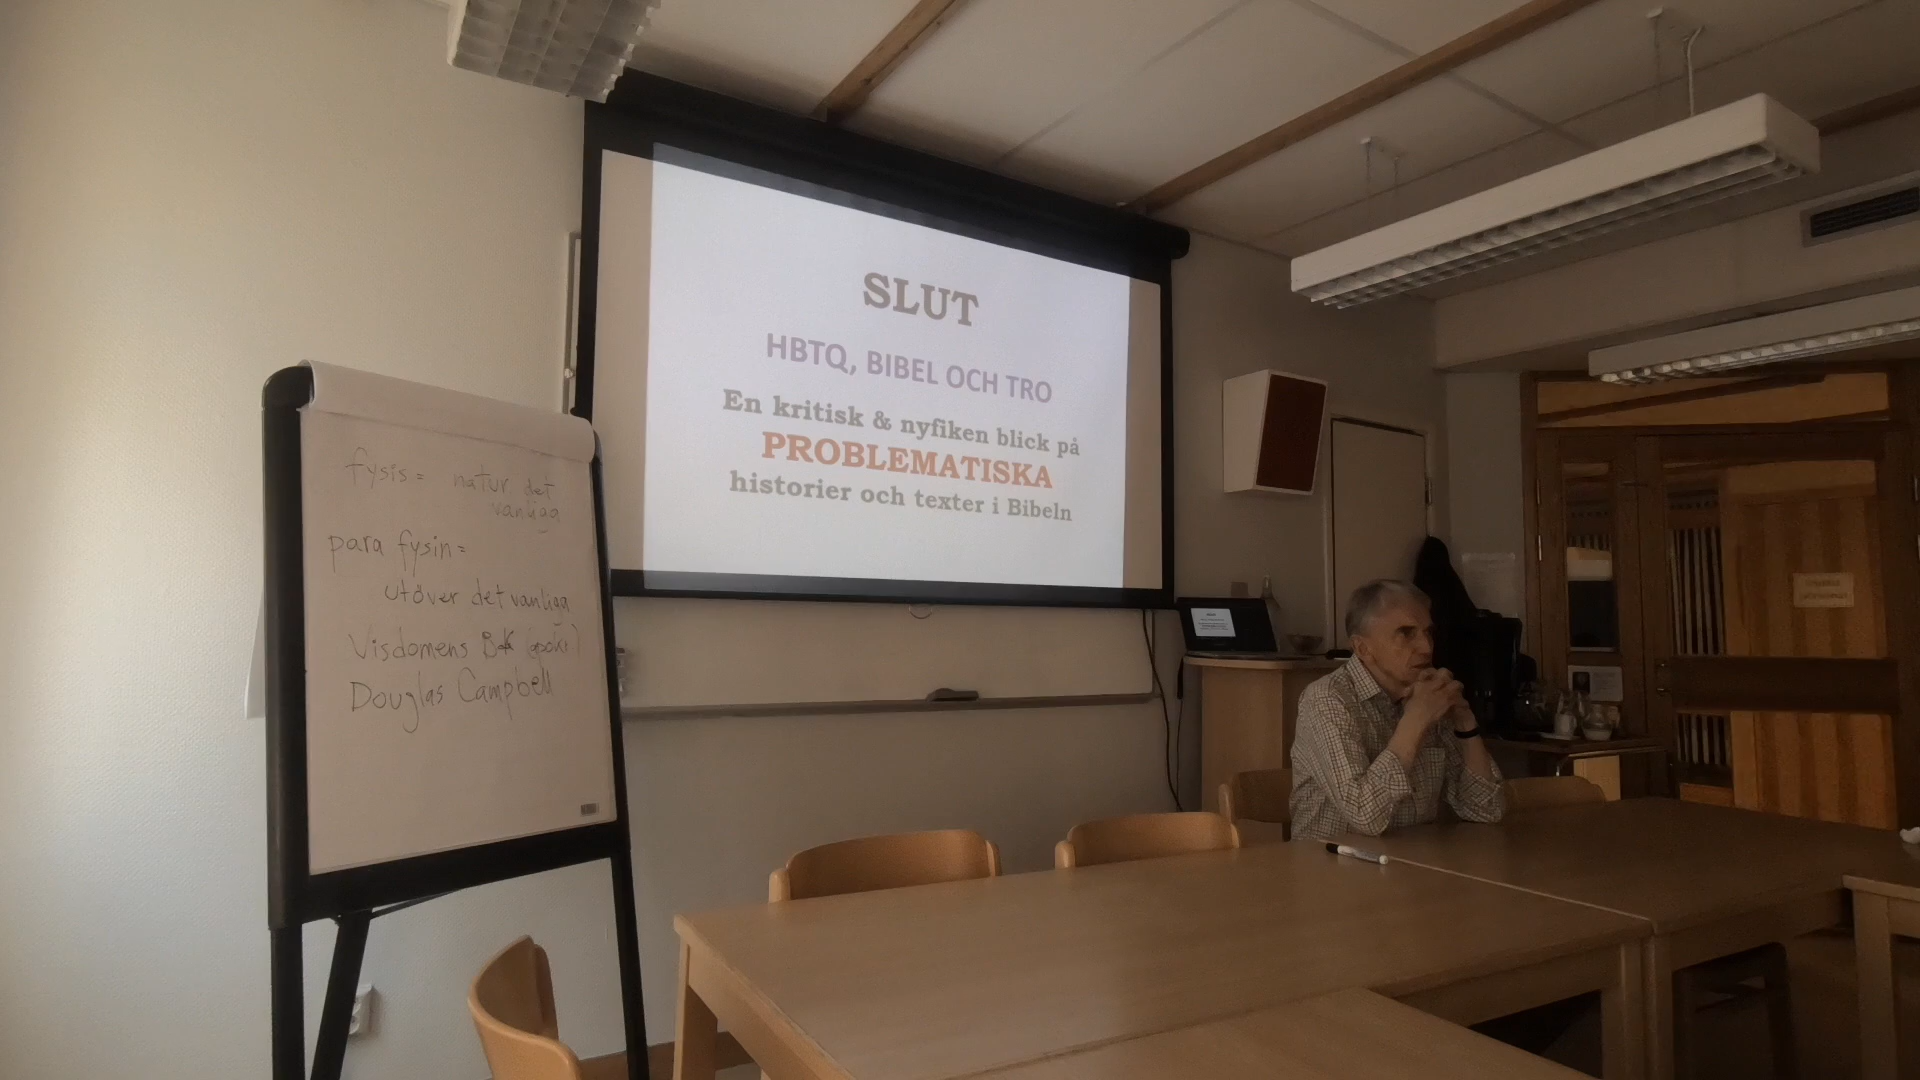 fysis = natur. det
vanliga
para fysin =
utöver det vanliga
Visdomens Bok (apokr)
Douglas Campbell
SLUT
HBTQ, BIBEL OCH TRO
En kritisk & nyfiken blick på
PROBLEMATISKA
historier och texter i Bibeln